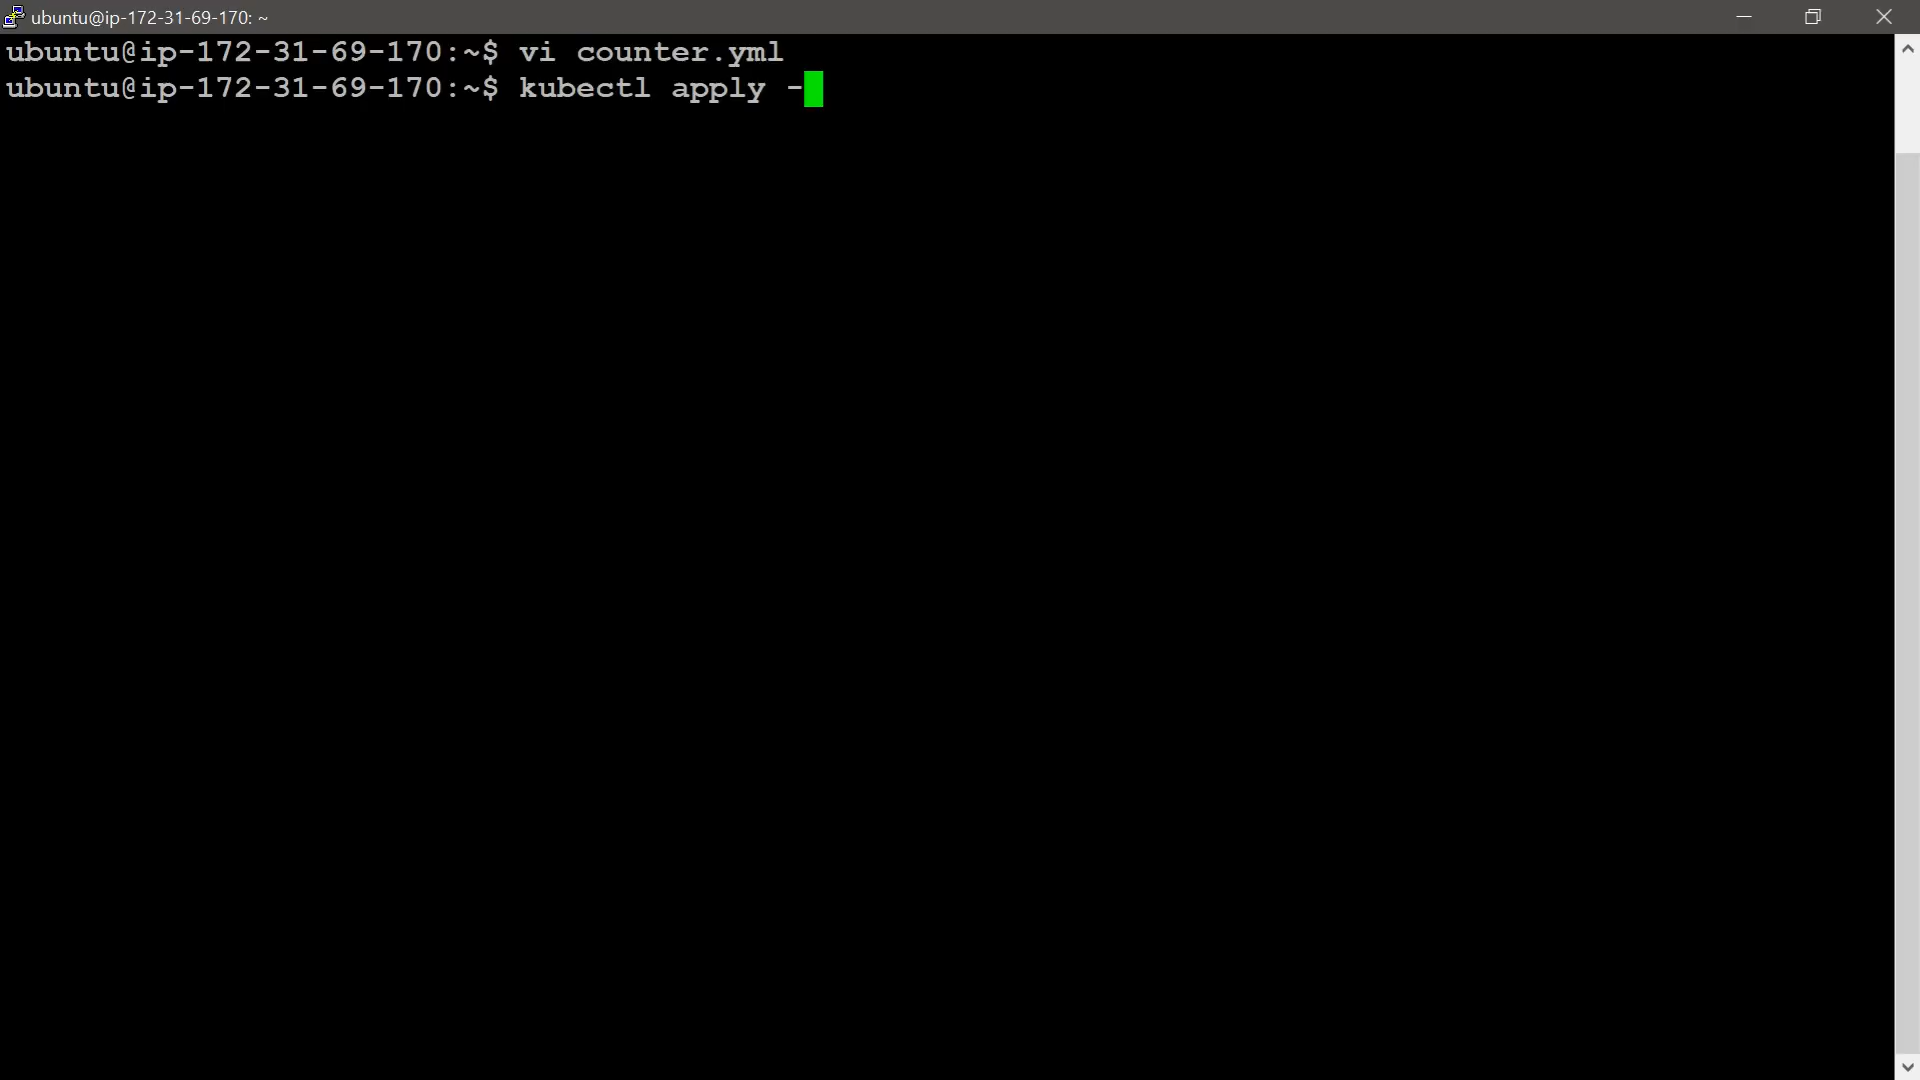 ubuntu@ip-172-31-69-170: ~
ubuntu@ip-172-31-69-170:~$ vi counter.yml
ubuntu@ip-172-31-69-170:~$ kubectl apply -